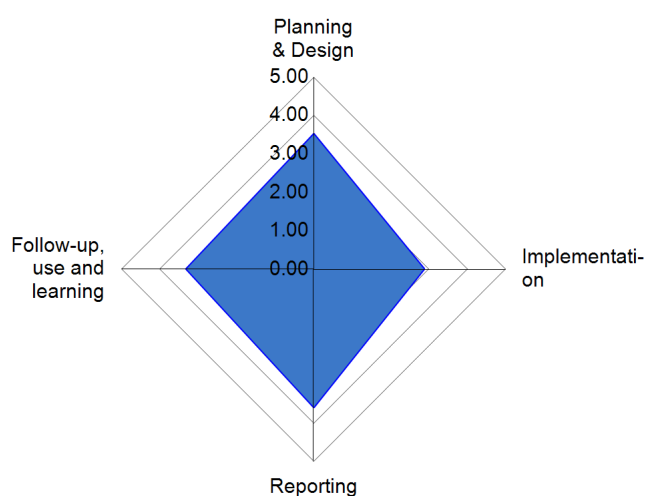 Planning
& Design
5.00
4.00
3.00
2.00
1.00
0.00
Follow-up,
use and
learning
Implementati-
on
Reporting